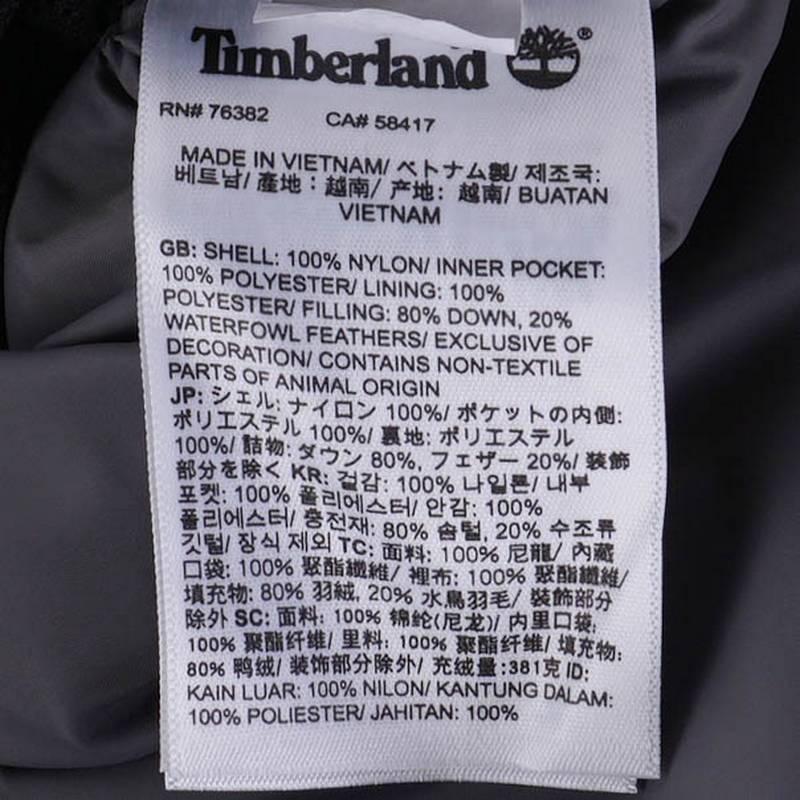 Timberland ®
RN# 76382 CA# 58417
MADE IN VIETNAM/ ベトナム製/ 제조국:
베트남/ 產地：越南/ 产地：越南/ BUATAN
VIETNAM
GB: SHELL: 100% NYLON/ INNER POCKET:
100% POLYESTER/ LINING: 100%
POLYESTER/ FILLING: 80% DOWN, 20%
WATERFOWL FEATHERS/ EXCLUSIVE OF
DECORATION/ CONTAINS NON-TEXTILE
PARTS OF ANIMAL ORIGIN
JP: シェル: ナイロン 100%/ ポケットの内側:
ポリエステル 100%/ 裏地: ポリエステル
100%/ 詰物: ダウン 80%, フェザー 20%/ 装飾
部分を除く KR: 겉감: 100% 나일론/ 내부
포켓: 100% 폴리에스터/ 안감: 100%
폴리에스터/ 충전재: 80% 솜털, 20% 수조류
깃털/ 장식 제외 TC: 面料: 100% 尼龍/ 內藏
口袋: 100% 聚酯纖維/ 裡布: 100% 聚酯纖維/
填充物: 80% 羽絨, 20% 水鳥羽毛/ 裝飾部分
除外 SC: 面料: 100% 锦纶(尼龙)/ 内里口袋:
100% 聚酯纤维/ 里料: 100% 聚酯纤维/ 填充物:
80% 鸭绒/ 装饰部分除外/ 充绒量:381克 ID:
KAIN LUAR: 100% NILON/ KANTUNG DALAM:
100% POLIESTER/ JAHITAN: 100%